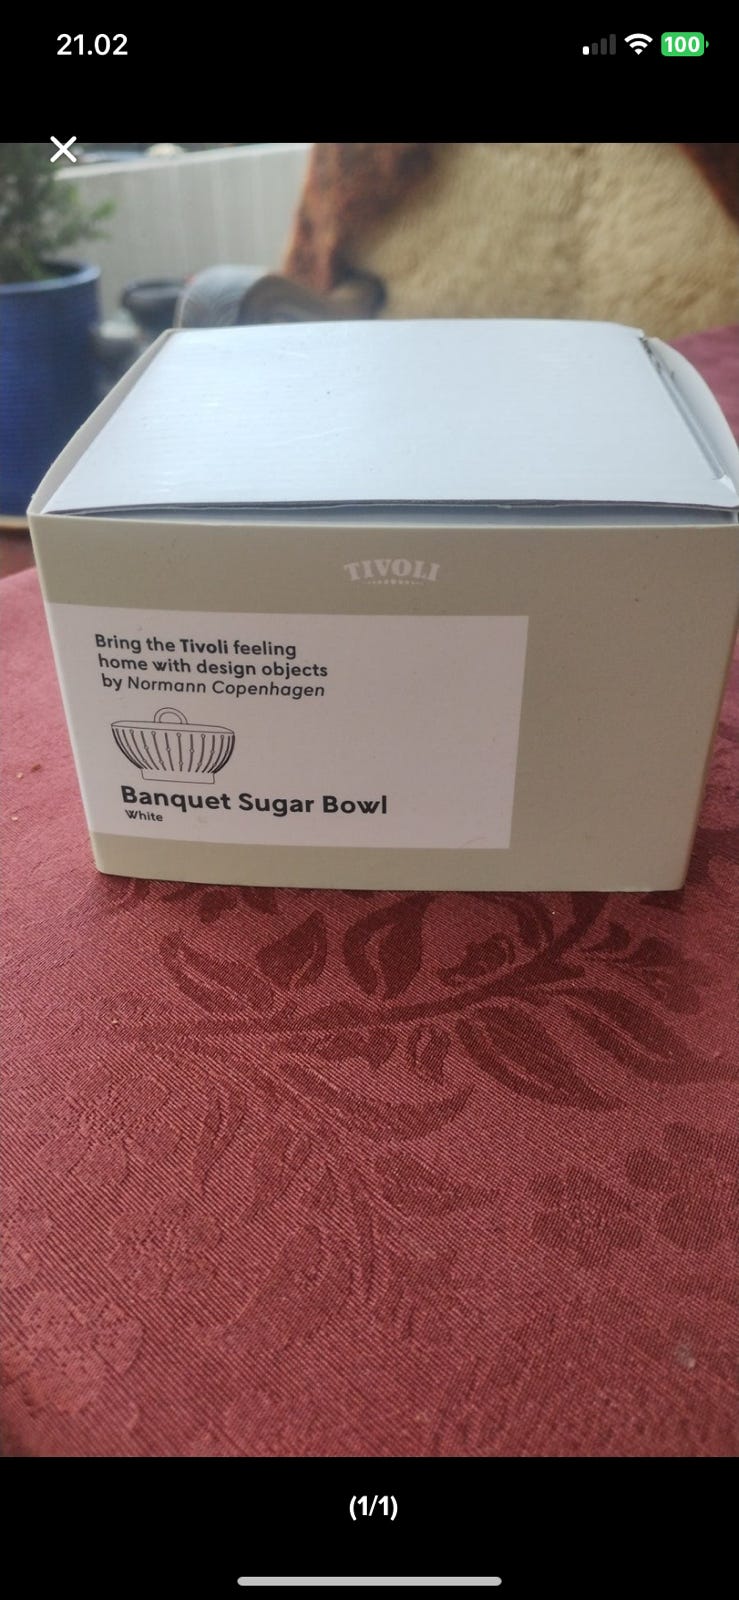 21.02
100
TIVOLI
Bring the Tivoli feeling
home with design objects
by Normann Copenhagen
Banquet Sugar Bowl
White
(1/1)